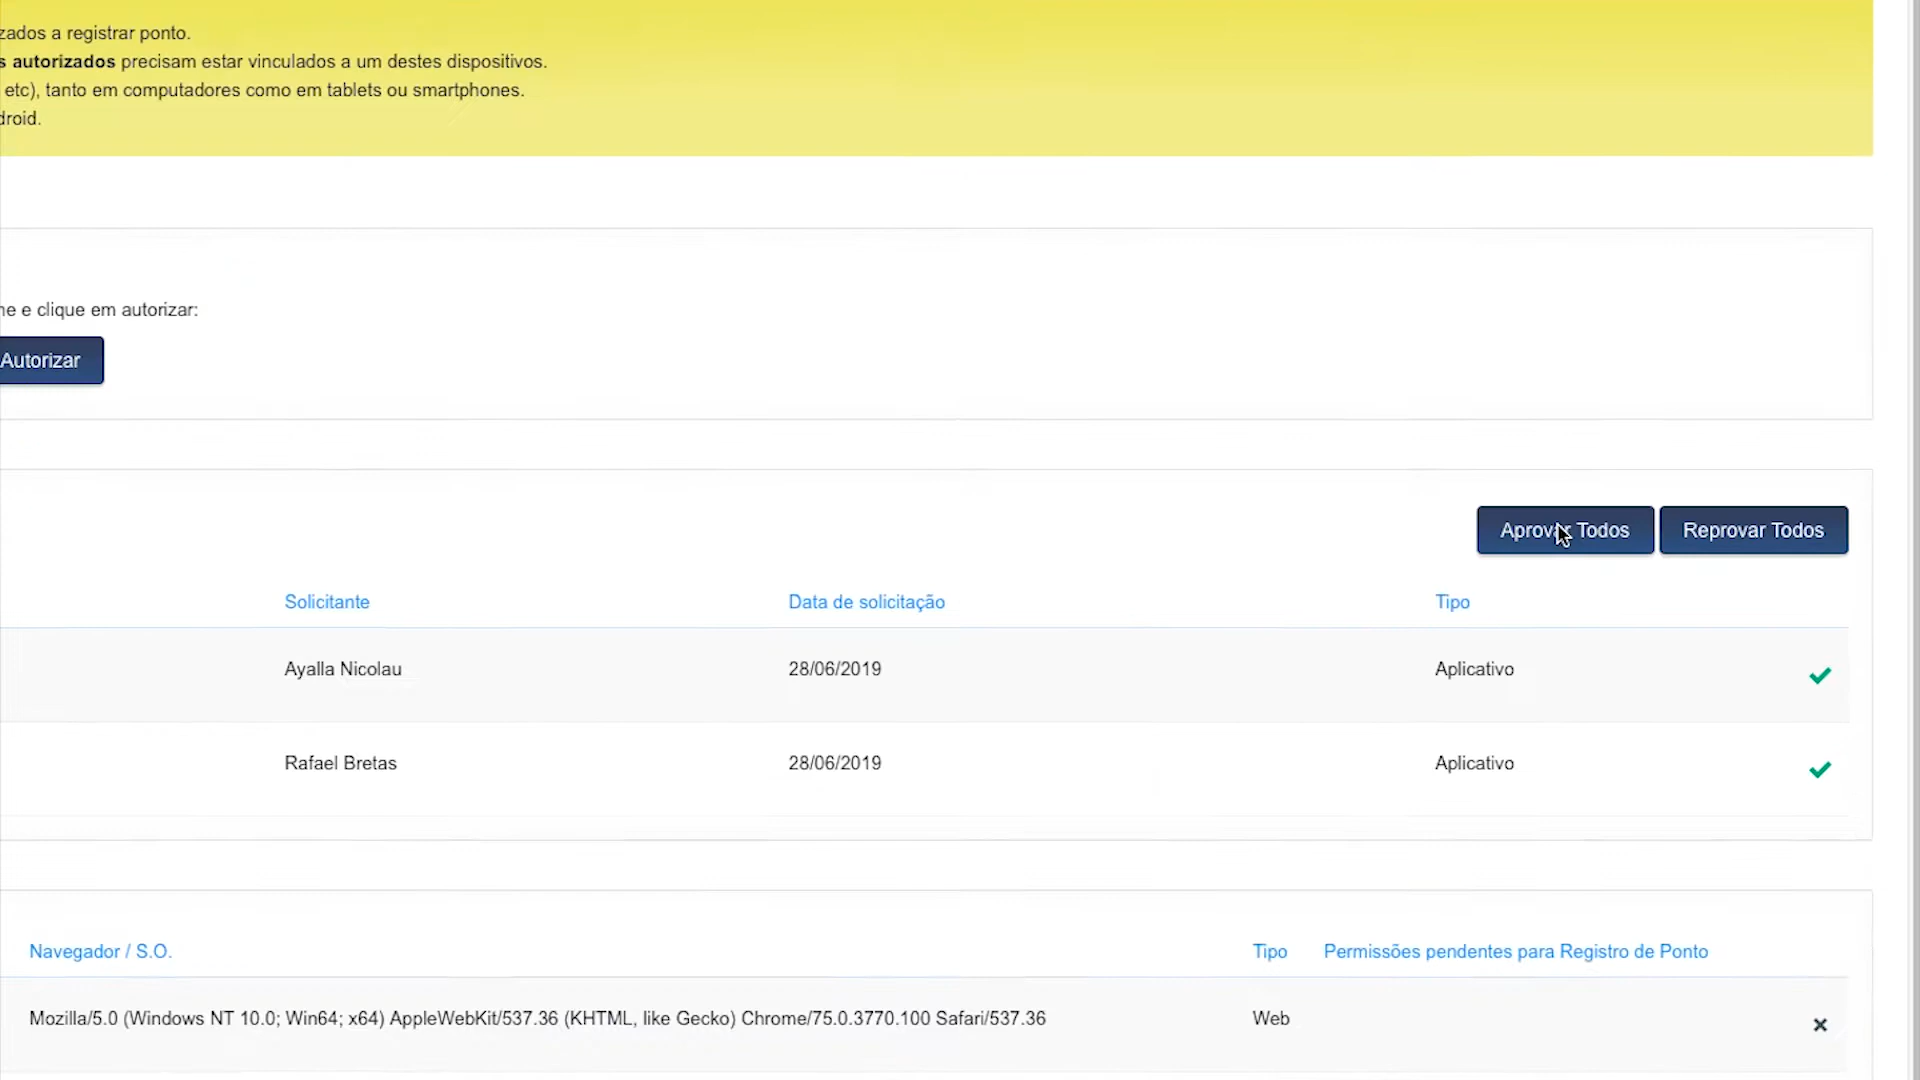 zados a registrar ponto.
s autorizados precisam estar vinculados a um destes dispositivos.
etc), tanto em computadores como em tablets ou smartphones.
droid.
ne e clique em autorizar:
Autorizar
Aprovar Todos Reprovar Todos
Solicitante Data de solicitação Tipo
Ayalla Nicolau 28/06/2019 Aplicativo
Rafael Bretas 28/06/2019 Aplicativo
Navegador / S.O. Tipo Permissões pendentes para Registro de Ponto
Mozilla/5.0 (Windows NT 10.0; Win64; x64) AppleWebKit/537.36 (KHTML, like Gecko) Chrome/75.0.3770.100 Safari/537.36 Web